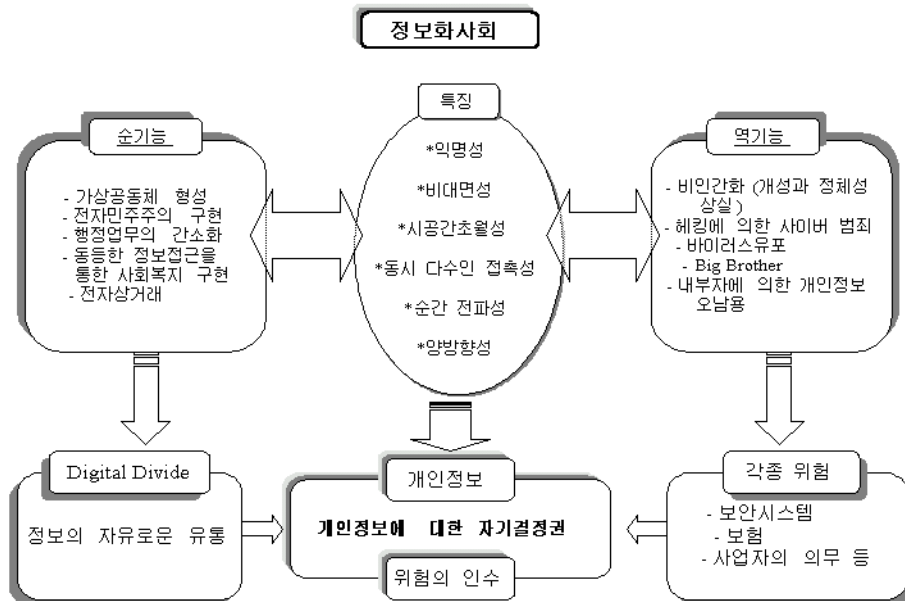 정보화사회
순기능
- 가상공동체 형성
- 전자민주주의 구현
- 행정업무의 간소화
- 동등한 정보접근을
통한 사회복지 구현
- 전자상거래
특징
*익명성
*비대면성
*시공간초월성
*동시 다수인 접촉성
*순간 전파성
*양방향성
역기능
- 비인간화 (개성과 정체성
상실)
- 헤킹에 의한 사이버 범죄
- 바이러스유포
- Big Brother
- 내부자에 의한 개인정보
오남용
Digital Divide
정보의 자유로운 유통
개인정보
개인정보에 대한 자기결정권
위험의 인수
각종 위험
- 보안시스템
- 보험
- 사업자의 의무 등